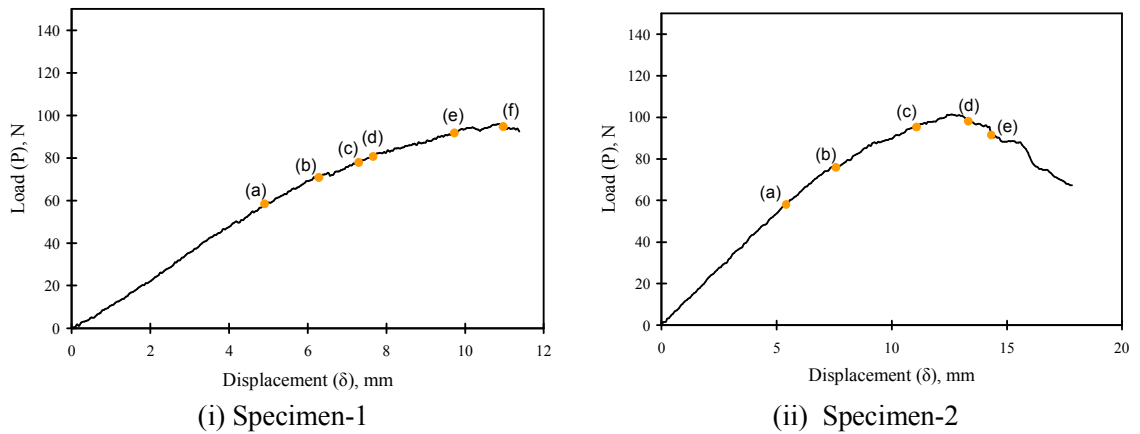 140
120
100
80
60
40
20
0
Load (P), N
(a)
(b)
(c)
(d)
(e)
(f)
0 2 4 6 8 10 12
Displacement (δ), mm
(i) Specimen-1
140
120
100
80
60
40
20
0
Load (P), N
(a)
(b)
(c)
(d)
(e)
0 5 10 15 20
Displacement (δ), mm
(ii) Specimen-2